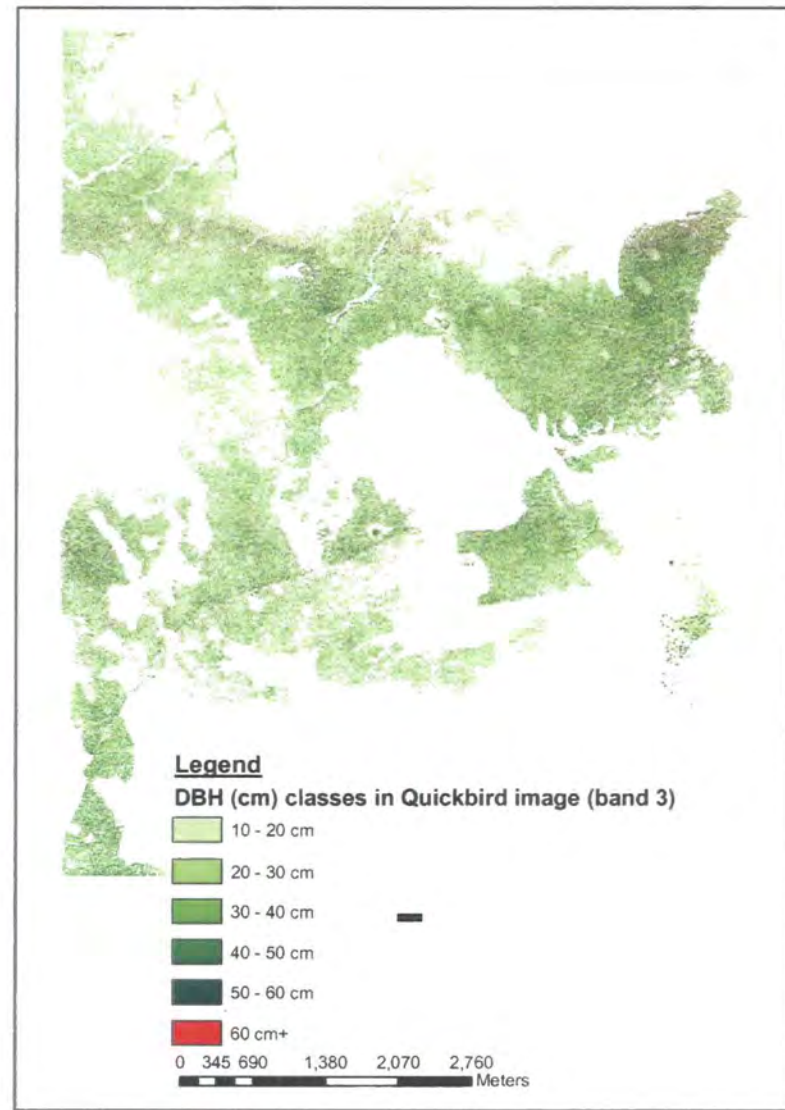 Legend
DBH (cm) classes in Quickbird image (band 3)
10 - 20 cm
20 - 30 cm
30 - 40 cm
40 - 50 cm
50 - 60 cm
60 cm+
0 345 690 1,380 2,070 2,760
Meters